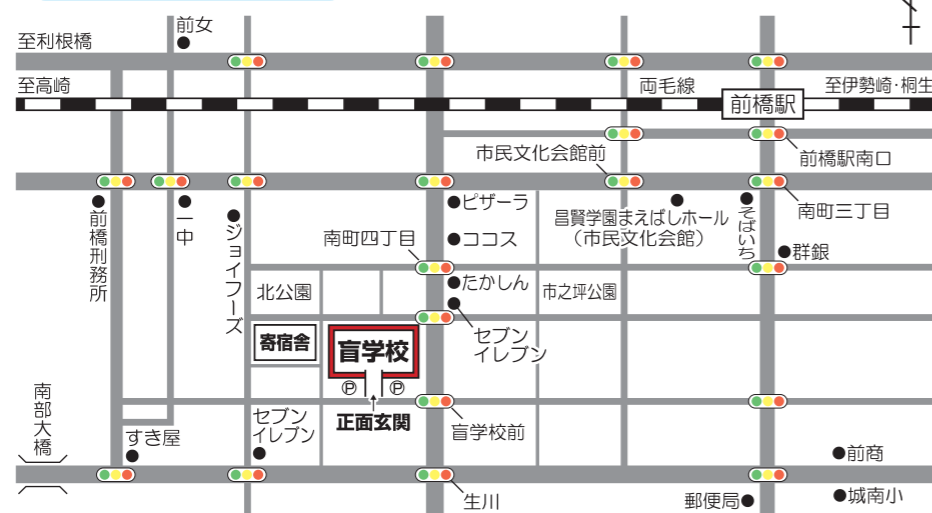 前女
至利根橋
至高崎
両毛線
至伊勢崎・桐生
前橋駅
市民文化会館前
前橋駅南口
ピザーラ
昌賢学園まえばしホール
（市民文化会館）
そばいち
南町三丁目
前橋刑務所
一中
ジョイフーズ
南町四丁目
ココス
群銀
北公園
たかしん
市之坪公園
寄宿舎
盲学校
セブン
イレブン
Ⓟ
Ⓟ
正面玄関
南部大橋
すき屋
セブン
イレブン
盲学校前
前商
生川
郵便局
城南小